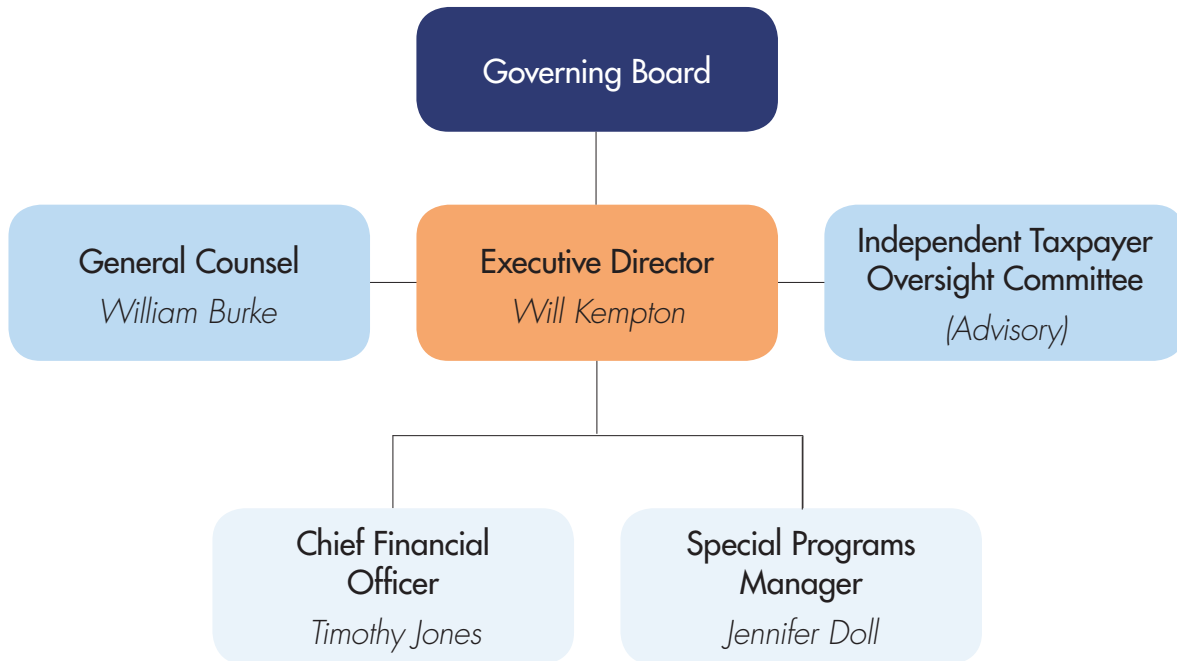 Governing Board
General Counsel
William Burke
Executive Director
Will Kempton
Independent Taxpayer
Oversight Committee
(Advisory)
Chief Financial
Officer
Timothy Jones
Special Programs
Manager
Jennifer Doll